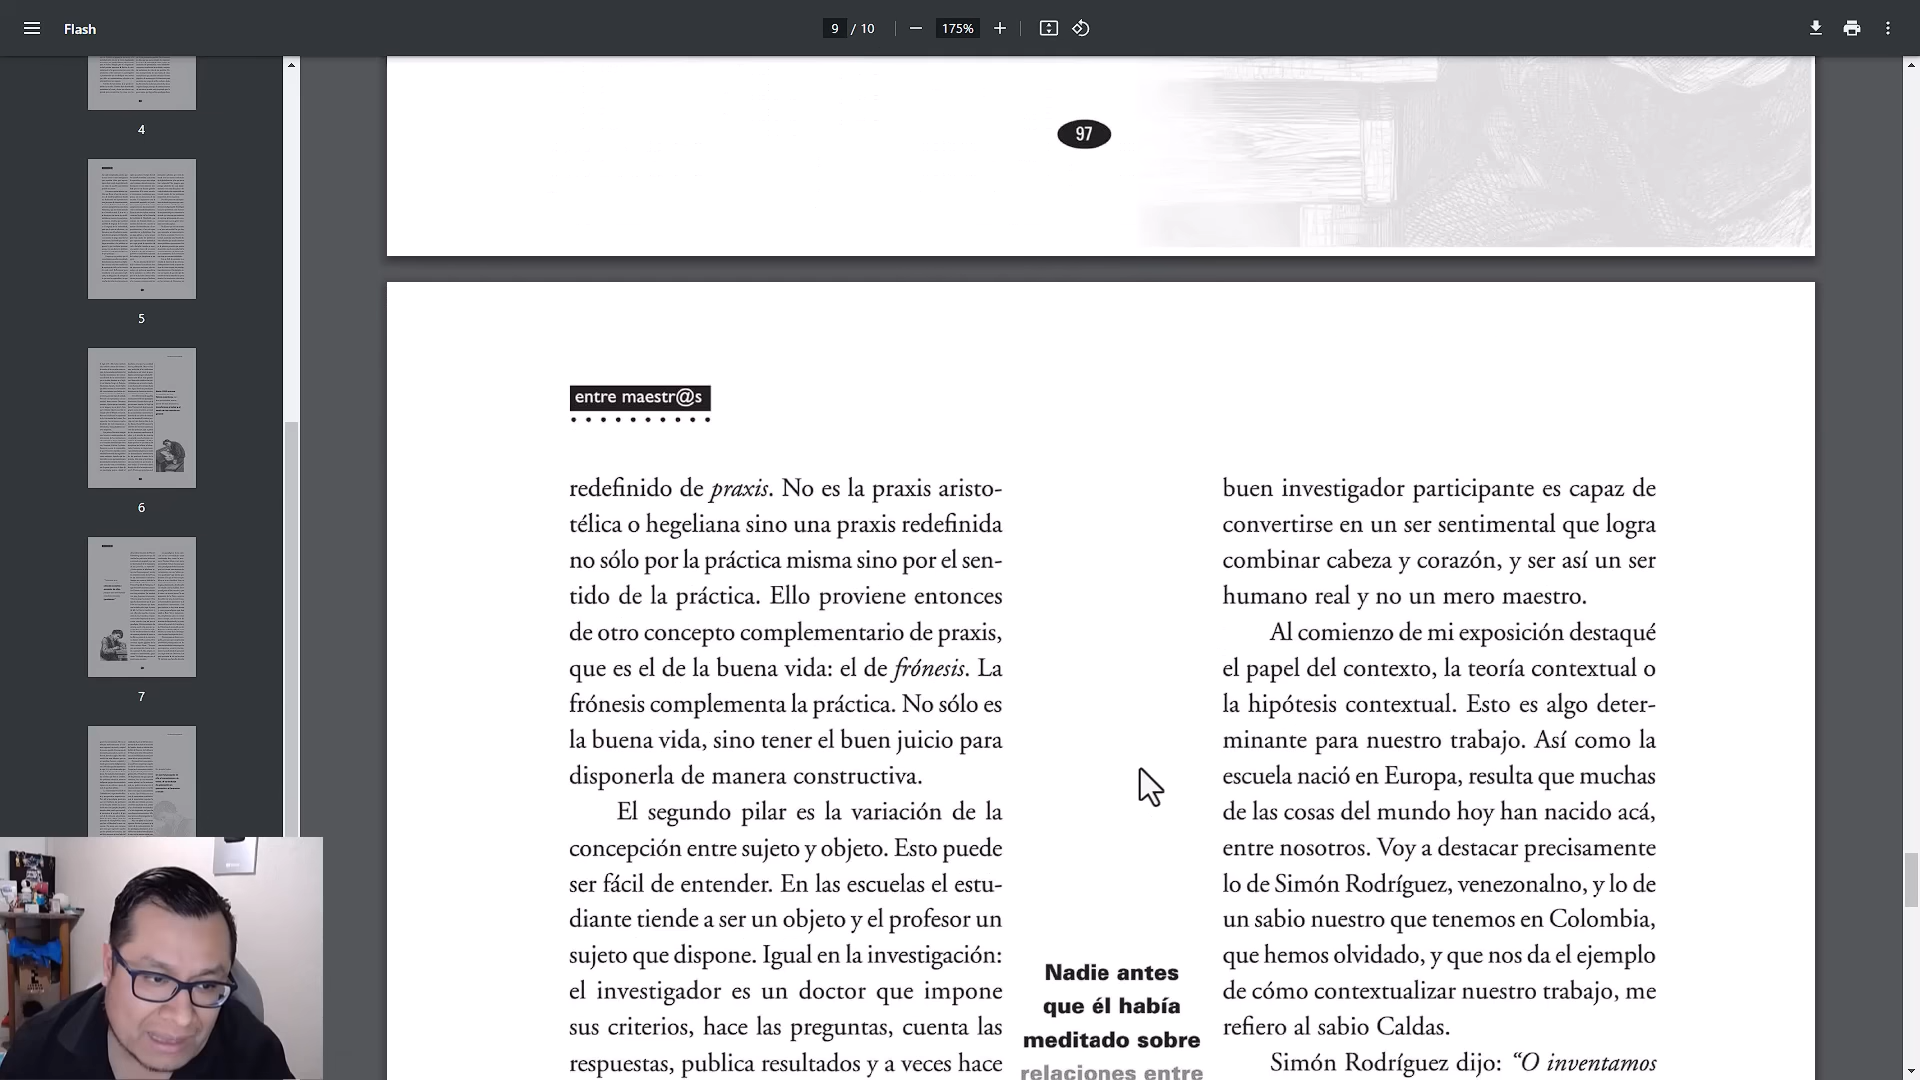 Flash
9 / 10
175%
4
5
6
7
97
entre maestr@s
redefinido de praxis. No es la praxis aristo-
télica o hegeliana sino una praxis redefinida
no sólo por la práctica misma sino por el sen-
tido de la práctica. Ello proviene entonces
de otro concepto complementario de praxis,
que es el de la buena vida: el de frónesis. La
frónesis complementa la práctica. No sólo es
la buena vida, sino tener el buen juicio para
disponerla de manera constructiva.
El segundo pilar es la variación de la
concepción entre sujeto y objeto. Esto puede
ser fácil de entender. En las escuelas el estu-
diante tiende a ser un objeto y el profesor un
sujeto que dispone. Igual en la investigación:
el investigador es un doctor que impone
sus criterios, hace las preguntas, cuenta las
respuestas, publica resultados y a veces hace
Nadie antes
que él había
meditado sobre
relaciones entre
buen investigador participante es capaz de
convertirse en un ser sentimental que logra
combinar cabeza y corazón, y ser así un ser
humano real y no un mero maestro.
Al comienzo de mi exposición destaqué
el papel del contexto, la teoría contextual o
la hipótesis contextual. Esto es algo deter-
minante para nuestro trabajo. Así como la
escuela nació en Europa, resulta que muchas
de las cosas del mundo hoy han nacido acá,
entre nosotros. Voy a destacar precisamente
lo de Simón Rodríguez, venezonalno, y lo de
un sabio nuestro que tenemos en Colombia,
que hemos olvidado, y que nos da el ejemplo
de cómo contextualizar nuestro trabajo, me
refiero al sabio Caldas.
Simón Rodríguez dijo: “O inventamos